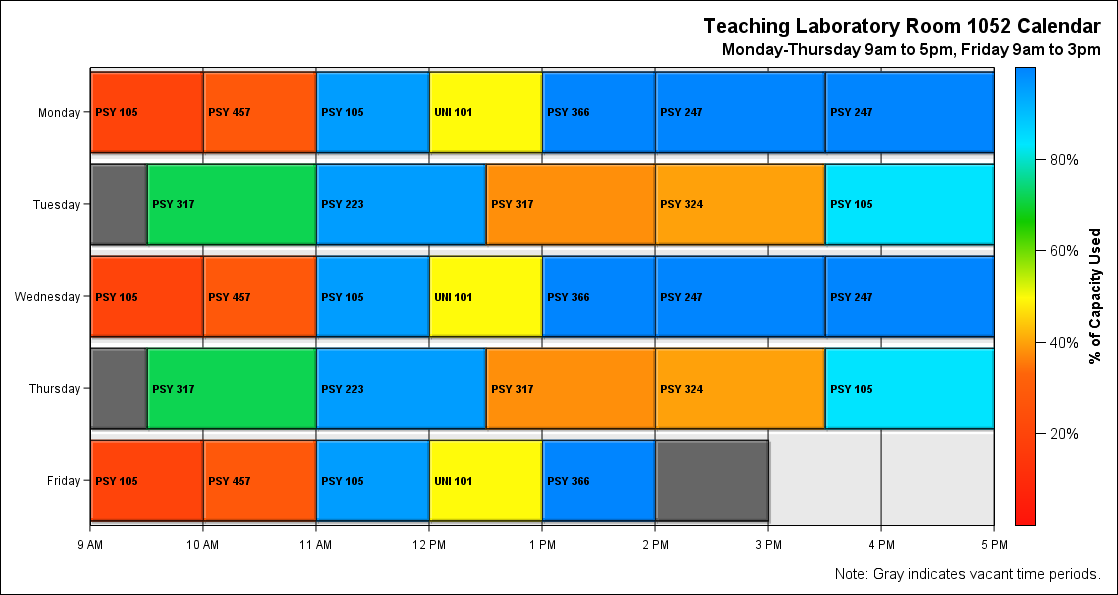 Teaching Laboratory Room 1052 Calendar
Monday-Thursday 9am to 5pm, Friday 9am to 3pm
Monday PSY 105 PSY 457 PSY 105 UNI 101 PSY 366 PSY 247 PSY 247
Tuesday PSY 317 PSY 223 PSY 317 PSY 324 PSY 105
Wednesday PSY 105 PSY 457 PSY 105 UNI 101 PSY 366 PSY 247 PSY 247
Thursday PSY 317 PSY 223 PSY 317 PSY 324 PSY 105
Friday PSY 105 PSY 457 PSY 105 UNI 101 PSY 366
9 AM 10 AM 11 AM 12 PM 1 PM 2 PM 3 PM 4 PM 5 PM
80%
60%
40%
20%
% of Capacity Used
Note: Gray indicates vacant time periods.